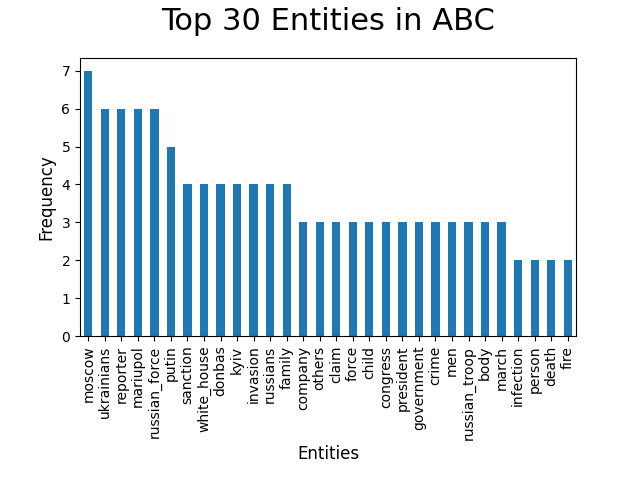 Top 30 Entities in ABC
7
6
5
4
3
2
1
0
Frequency
moscow
ukrainians
reporter
mariupol
russian_force
putin
sanction
white_house
donbas
kyiv
invasion
russians
family
company
others
claim
force
child
congress
president
government
crime
men
russian_troop
body
march
infection
person
death
fire
Entities